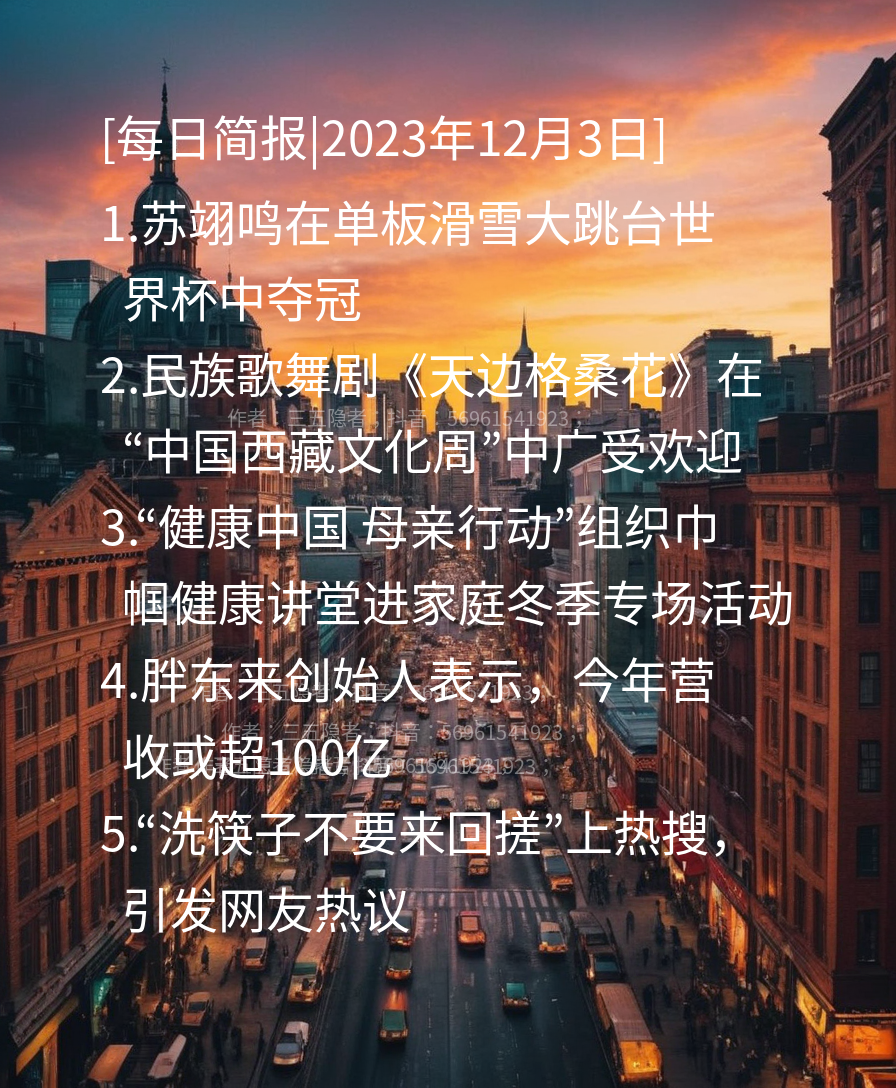 [每日简报|2023年12月3日]
1.苏翊鸣在单板滑雪大跳台世
界杯中夺冠
2.民族歌舞剧《天边格桑花》在
作者：三五隐者；抖音：56961541923；
“中国西藏文化周”中广受欢迎
3.“健康中国 母亲行动”组织巾
帼健康讲堂进家庭冬季专场活动
4.胖东来创始人表示，今年营
作者：三五隐者；抖音：56961541923；
收或超100亿
5.“洗筷子不要来回搓”上热搜，
引发网友热议